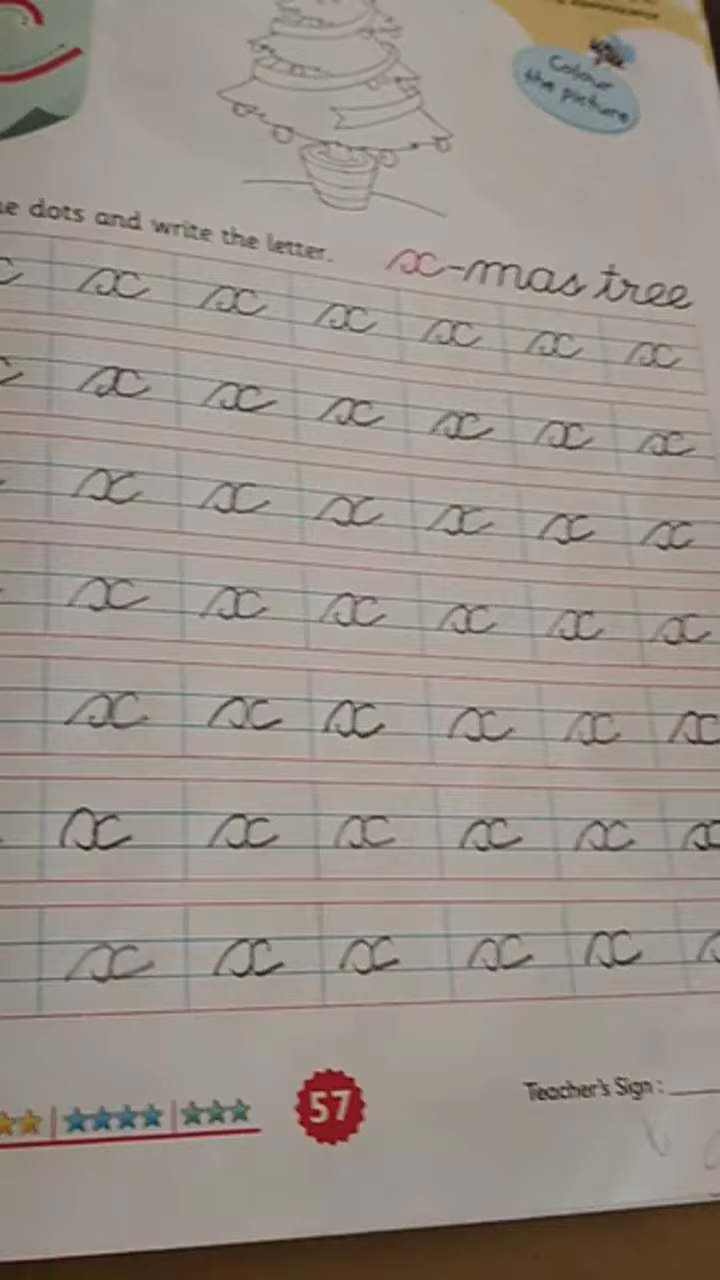 Colour
the picture
e dots and write the letter.
x-mas tree
x x x x x x
x x x x x x
x x x x x x
x x x x x x
x x x x x x
x x x x x x
x x x x x x
57
Teacher's Sign :